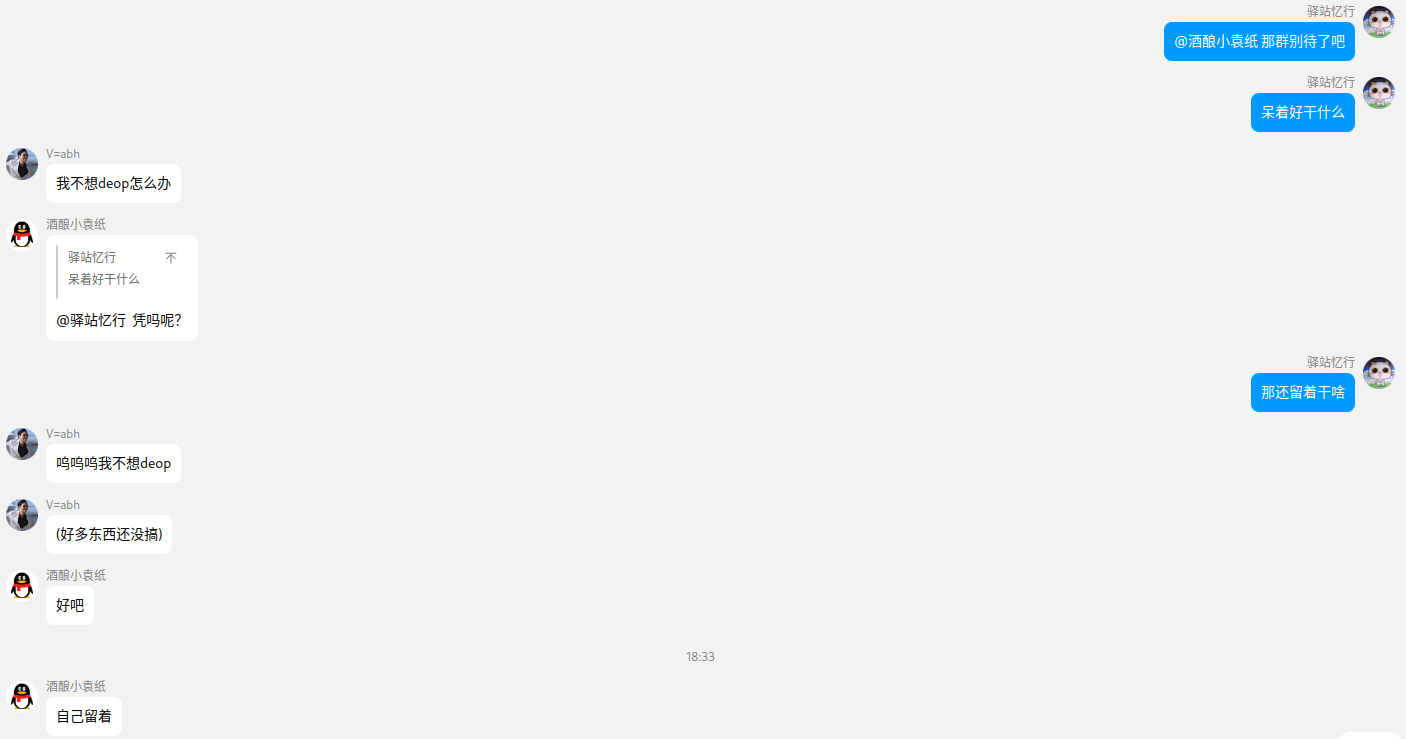 驿站忆行
@酒酿小袁纸 那群别待了吧
驿站忆行
呆着好干什么
V=abh
我不想deop怎么办
酒酿小袁纸
驿站忆行
呆着好干什么
@驿站忆行 凭吗呢?
驿站忆行
那还留着干啥
V=abh
呜呜呜我不想deop
V=abh
(好多东西还没搞)
酒酿小袁纸
好吧
18:33
酒酿小袁纸
自己留着